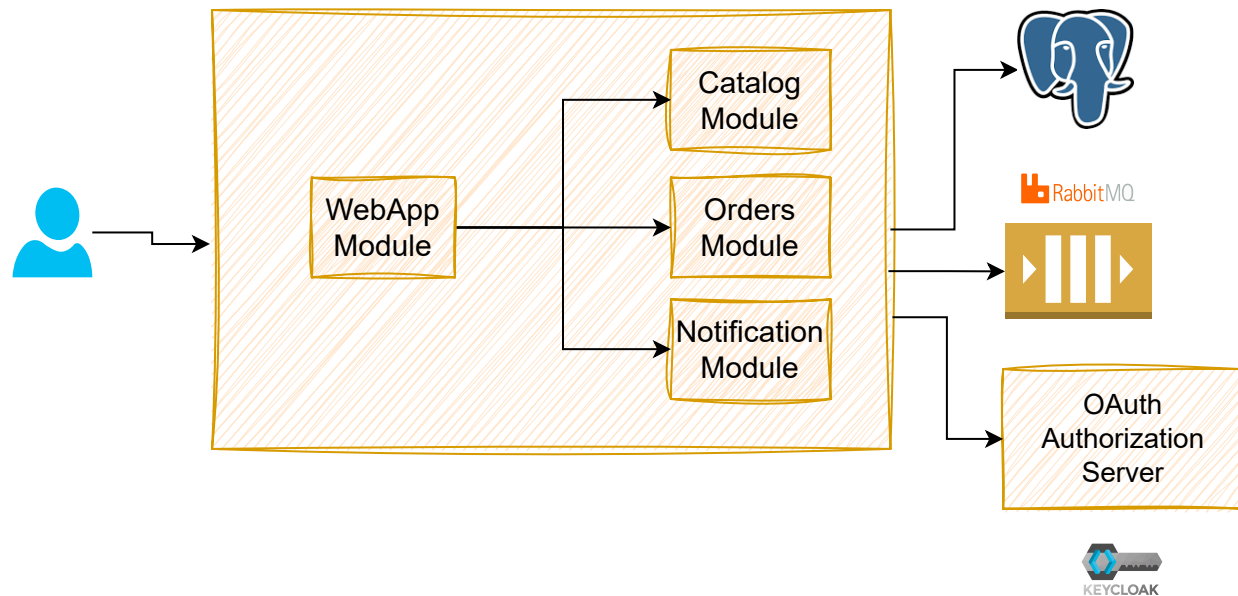 Catalog
Module
WebApp
Module
Orders
Module
Notification
Module
RabbitMQ
OAuth
Authorization
Server
KEYCLOAK